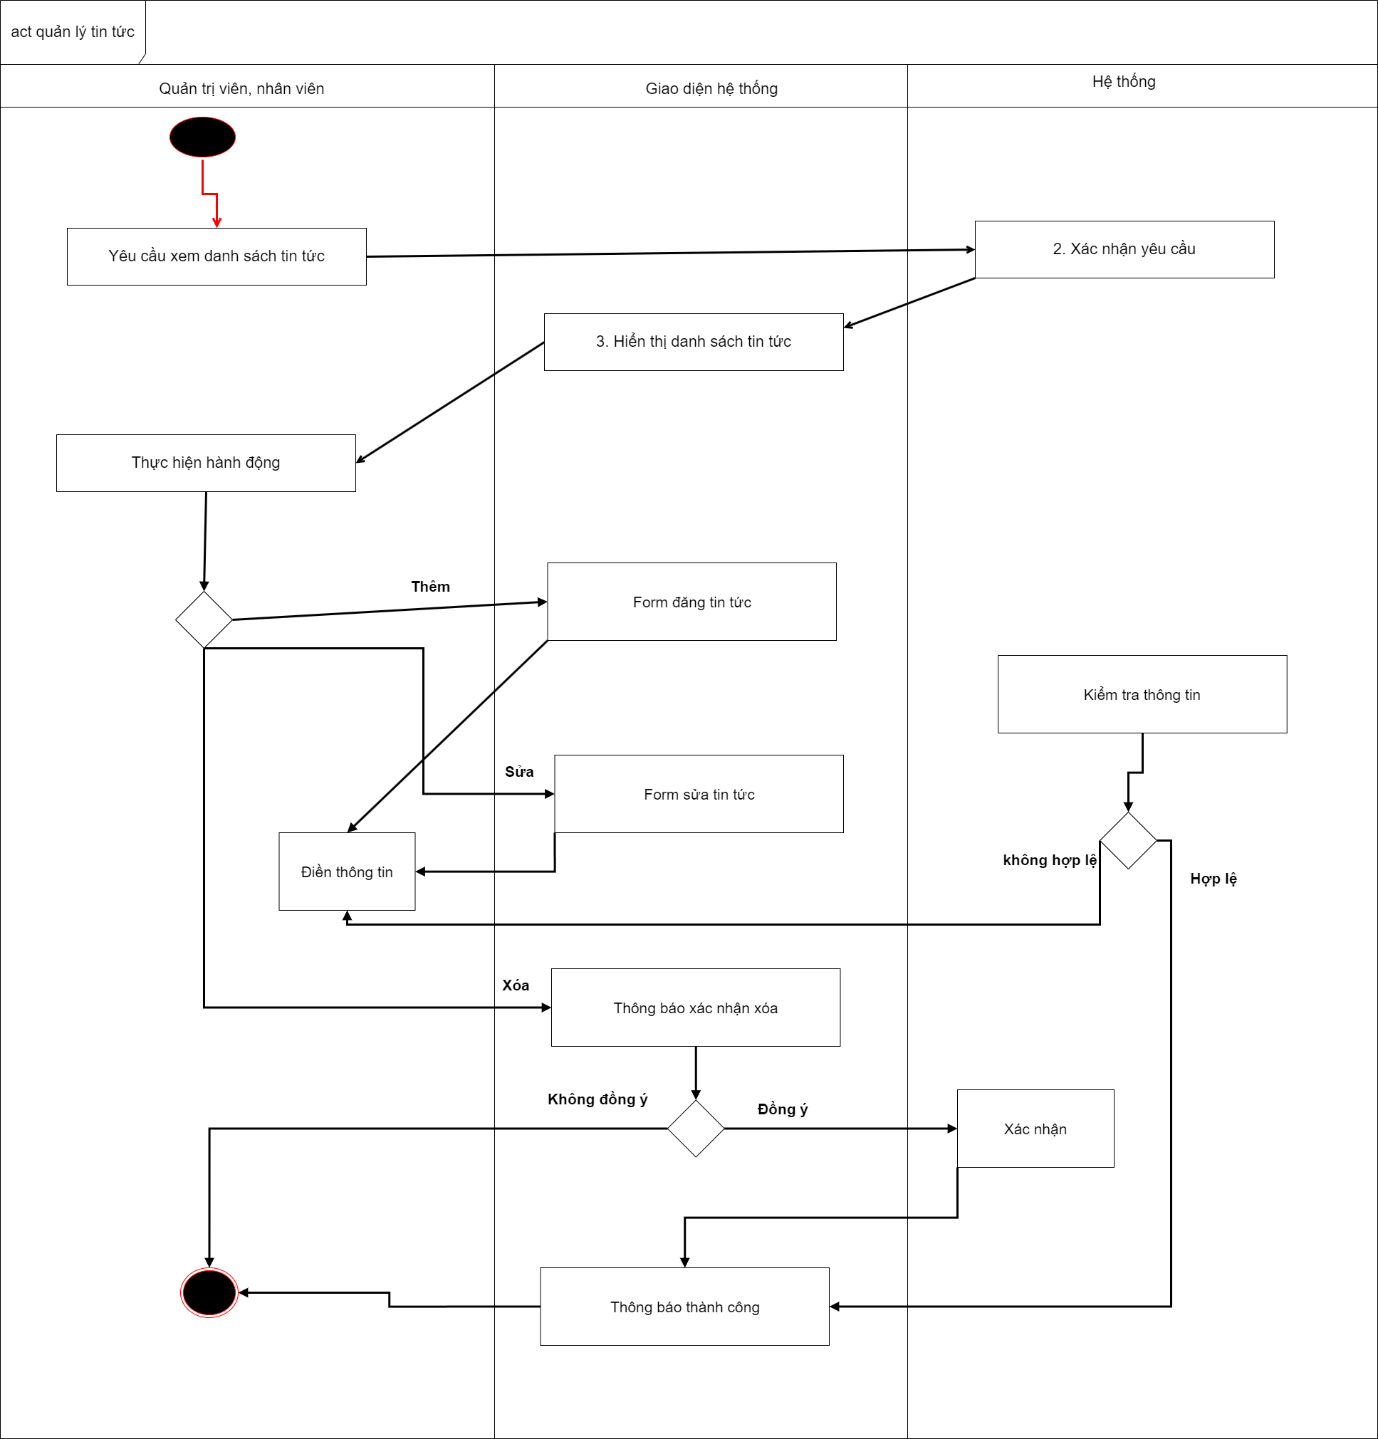 act quản lý tin tức
Quản trị viên, nhân viên
Giao diện hệ thống
Hệ thống
Yêu cầu xem danh sách tin tức
2. Xác nhận yêu cầu
3. Hiển thị danh sách tin tức
Thực hiện hành động
Thêm
Form đăng tin tức
Kiểm tra thông tin
Sửa
Form sửa tin tức
không hợp lệ
Hợp lệ
Điền thông tin
Xóa
Thông báo xác nhận xóa
Không đồng ý
Đồng ý
Xác nhận
Thông báo thành công